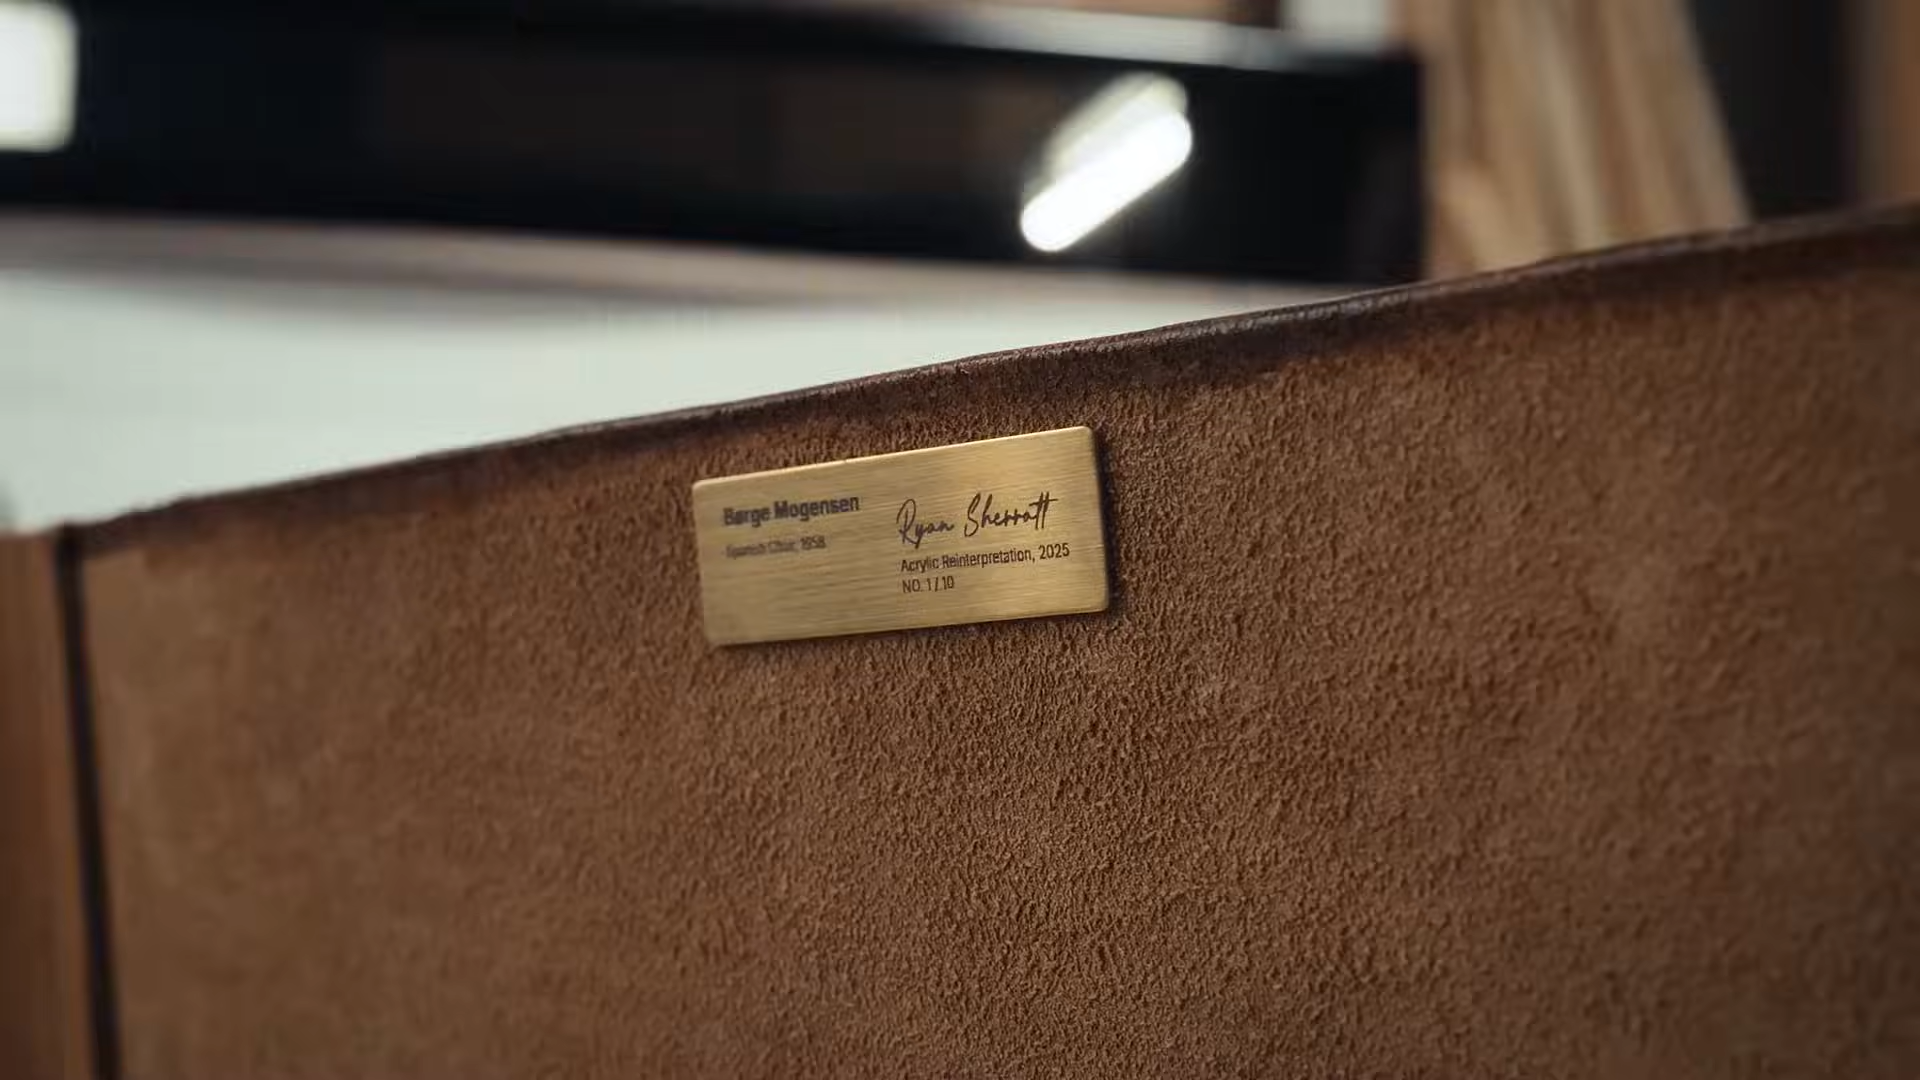 Børge Mogensen
Spanish Chair, 1958
Ryan Sherratt
Acrylic Reinterpretation, 2025
NO. 1 / 10